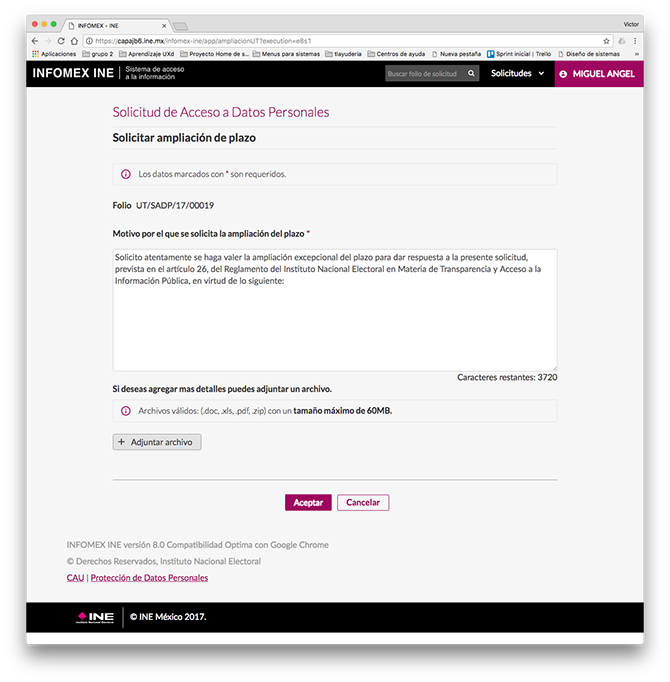 INFOMEX - INE
Victor
https://capajb6.ine.mx/infomex-ine/app/ampliacionUT?execution=e8s1
Aplicaciones grupo 2 Aprendizaje UXd Proyecto Home de s... Menus para sistemas tlayuderia Centros de ayuda Nueva pestaña Sprint inicial | Trello Diseño de sistemas »
INFOMEX INE
Sistema de acceso
a la información
Buscar folio de solicitud
Solicitudes
MIGUEL ANGEL
Solicitud de Acceso a Datos Personales
Solicitar ampliación de plazo
Los datos marcados con * son requeridos.
Folio UT/SADP/17/00019
Motivo por el que se solicita la ampliación del plazo *
Solicito atentamente se haga valer la ampliación excepcional del plazo para dar respuesta a la presente solicitud,
prevista en el artículo 26, del Reglamento del Instituto Nacional Electoral en Materia de Transparencia y Acceso a la
Información Pública, en virtud de lo siguiente:
Caracteres restantes: 3720
Si deseas agregar mas detalles puedes adjuntar un archivo.
Archivos válidos: (.doc, .xls, .pdf, .zip) con un tamaño máximo de 60MB.
+ Adjuntar archivo
Aceptar
Cancelar
INFOMEX INE versión 8.0 Compatibilidad Optima con Google Chrome
© Derechos Reservados, Instituto Nacional Electoral
CAU | Protección de Datos Personales
INE
Instituto Nacional Electoral
© INE México 2017.